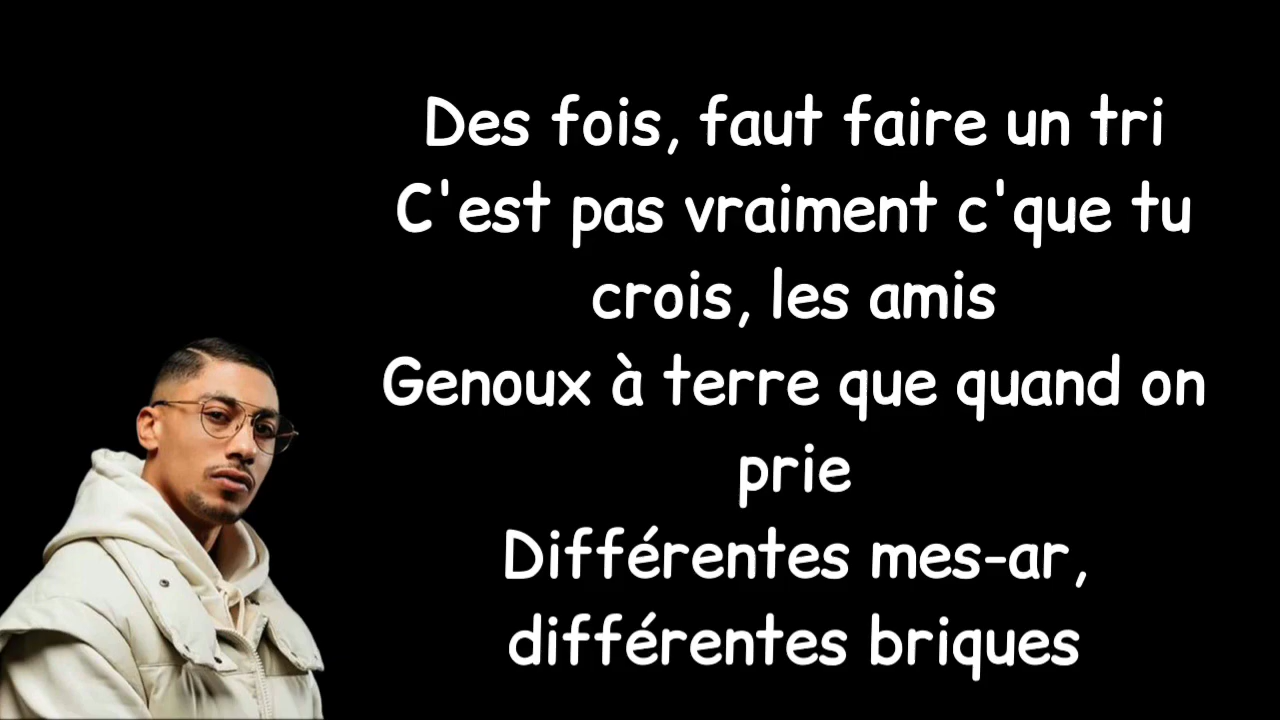 Des fois, faut faire un tri
C'est pas vraiment c'que tu
crois, les amis
Genoux à terre que quand on
prie
Différentes mes-ar,
différentes briques